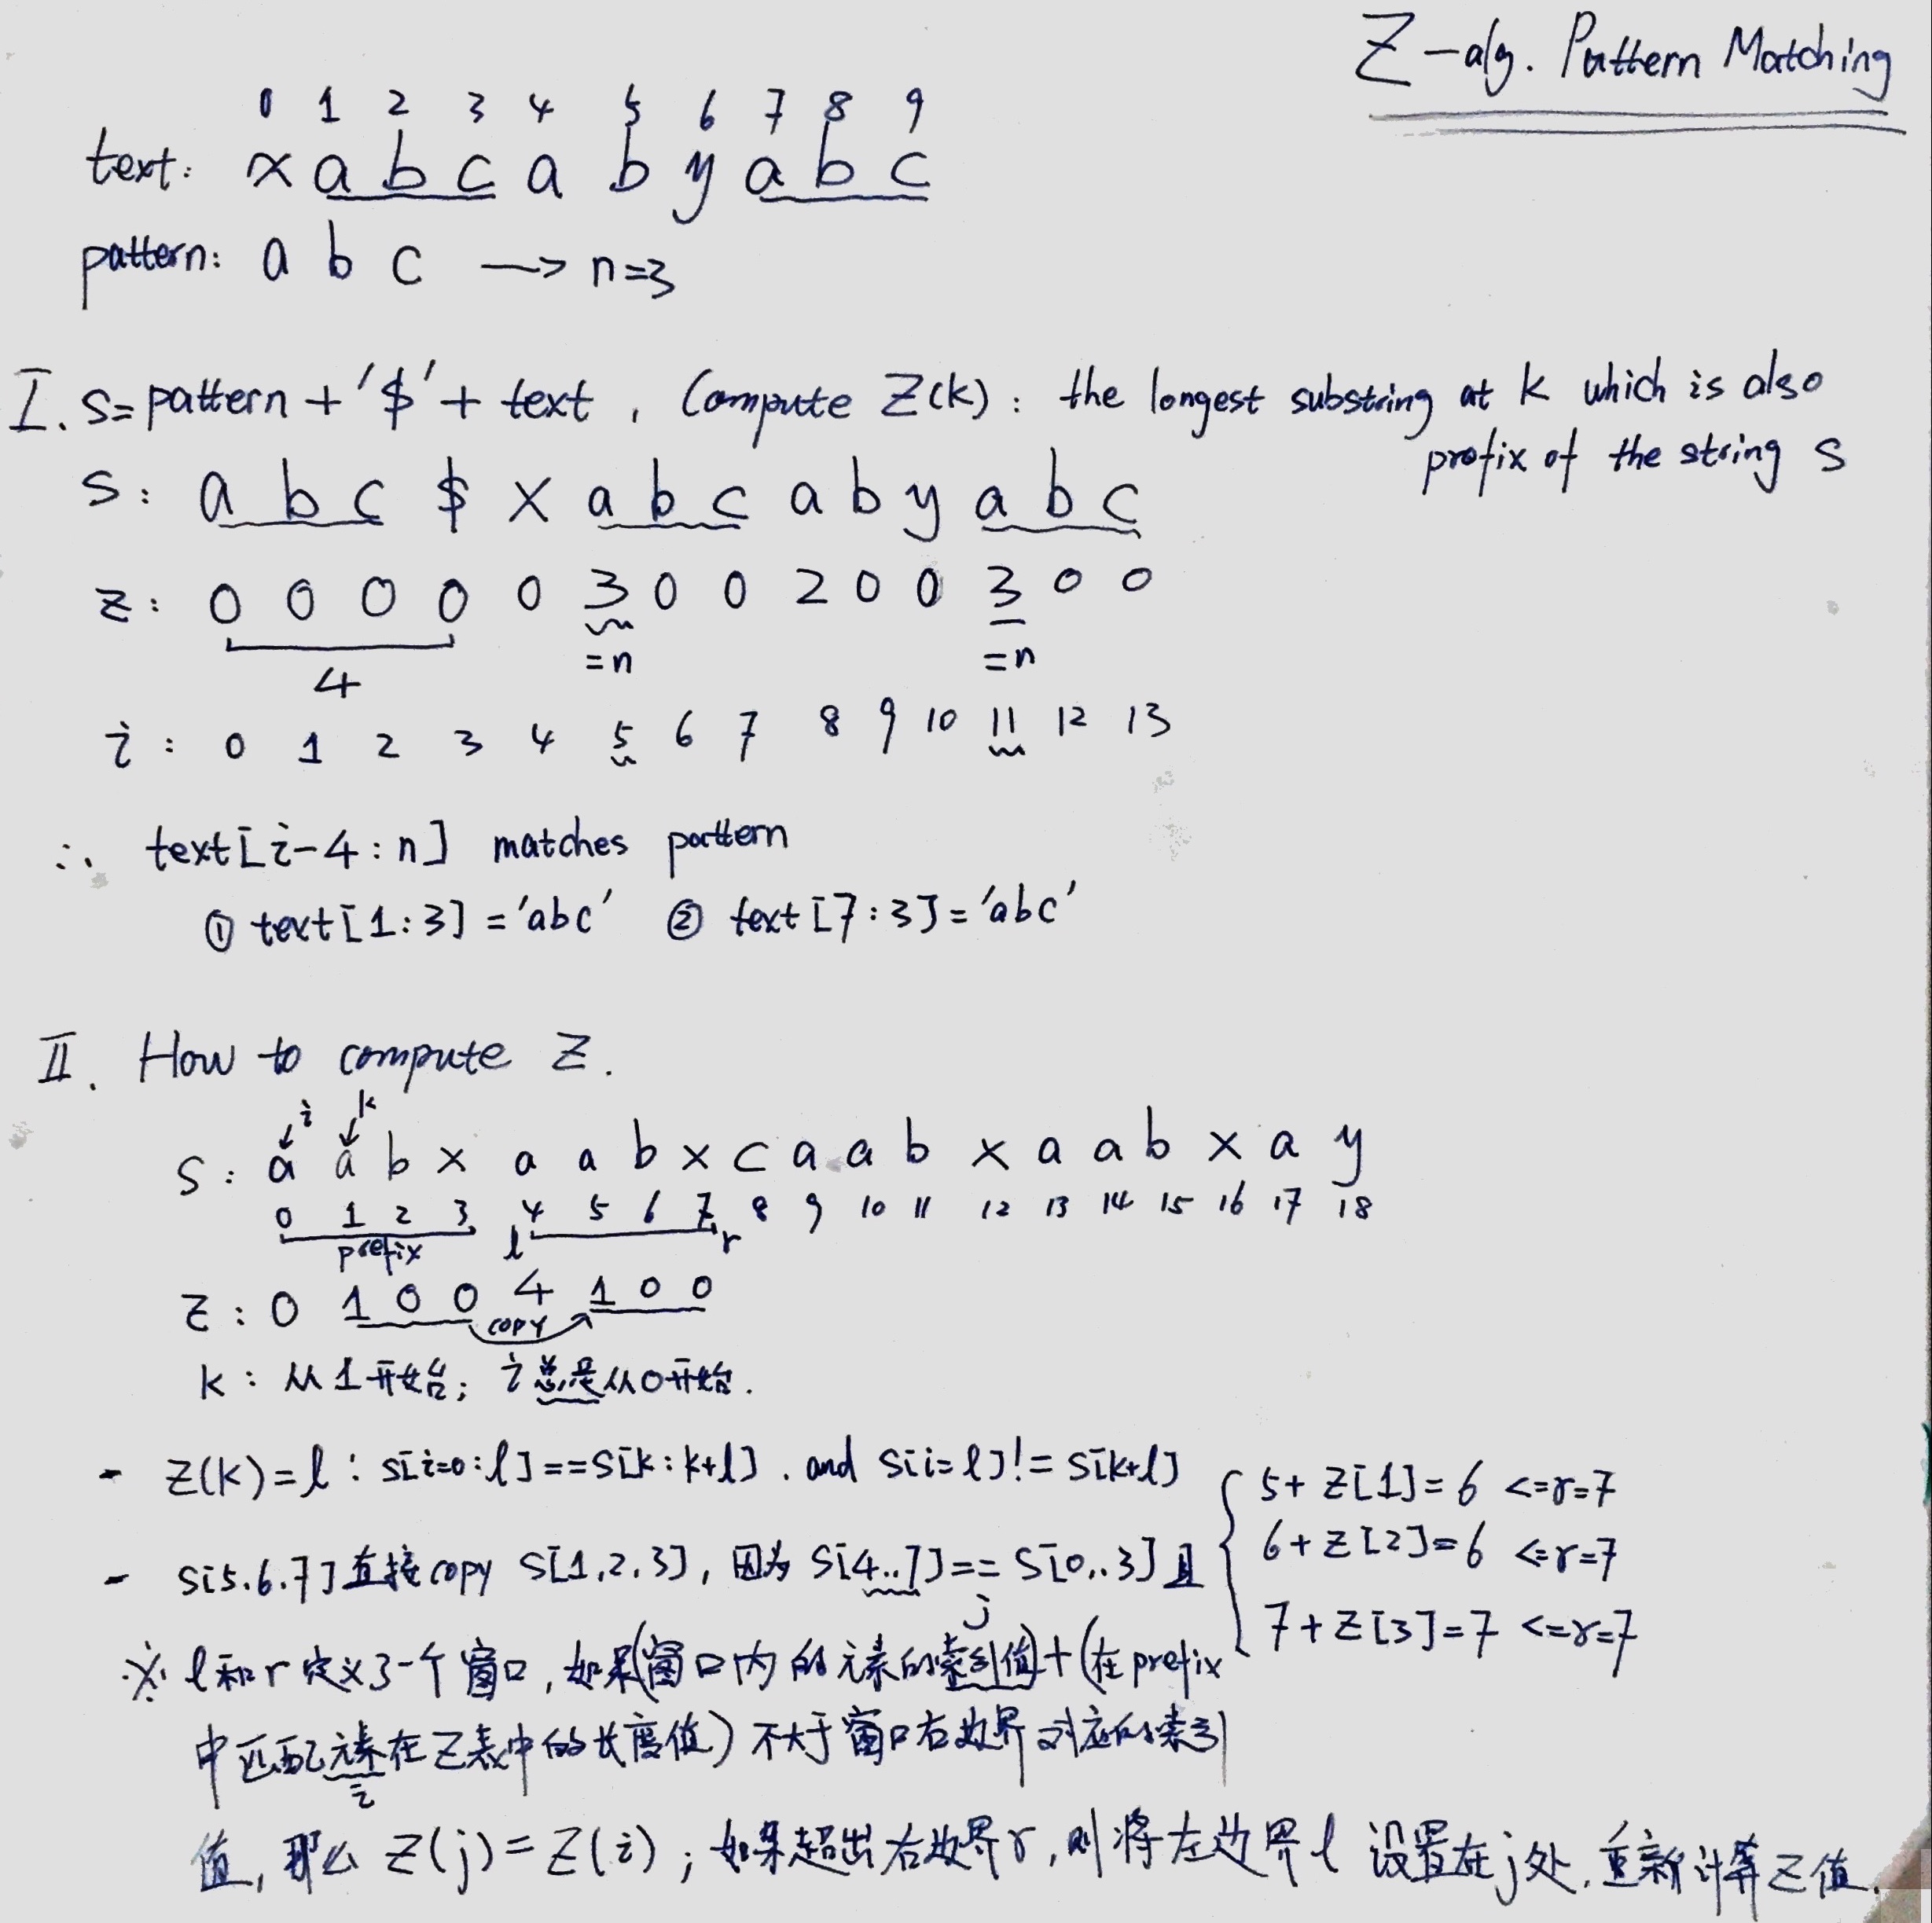 Z-alg. Pattern Matching
0 1 2 3 4 5 6 7 8 9
text: x a b c a b y a b c
pattern: a b c —> n=3
I. S=pattern+'$'+text, Compute Z(k): the longest substring at k which is also
prefix of the string S
S: a b c $ x a b c a b y a b c
z: 0 0 0 0 0 3 0 0 2 0 0 3 0 0
4 =n =n
i: 0 1 2 3 4 5 6 7 8 9 10 11 12 13
∴ text[i-4:n] matches pattern
① text[1:3]='abc' ② text[7:3]='abc'
II. How to compute Z.
i k
S: a a b x a a b x c a a b x a a b x a y
0 1 2 3 4 5 6 7 8 9 10 11 12 13 14 15 16 17 18
prefix l r
Z: 0 1 0 0 4 1 0 0
copy
k: 从1开始; i总是从0开始.
- Z(k)=l: s[i=0:l]==s[k:k+l]. and s[i=l]!=s[k+l]
- s[5.6.7]直接copy S[1,2,3], 因为 S[4..7]==S[0..3]且
5+Z[1]=6 <=r=7
6+Z[2]=6 <=r=7
7+Z[3]=7 <=r=7
j
※ l和r定义了一个窗口, 如果(窗口内的元素的索引值)+(在prefix
中匹配元素在Z表中的长度值) 不大于窗口右边界对应的索引
i
值, 那么 Z(j)=Z(i); 如果超出右边界r, 则将左边界l 设置在j处, 重新计算Z值.